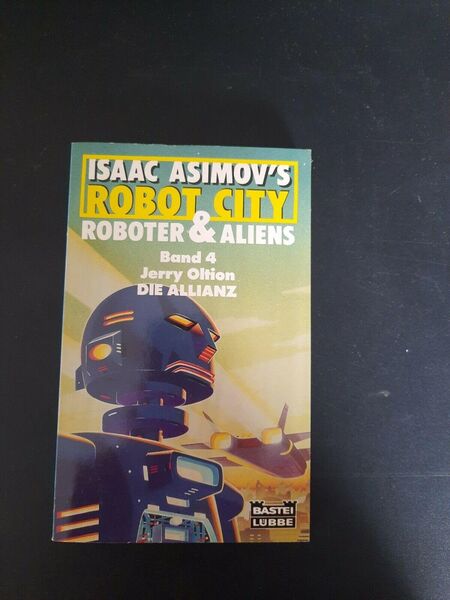 ISAAC ASIMOV'S
ROBOT CITY
ROBOTER & ALIENS
Band 4
Jerry Oltion
DIE ALLIANZ
BASTEI
LÜBBE